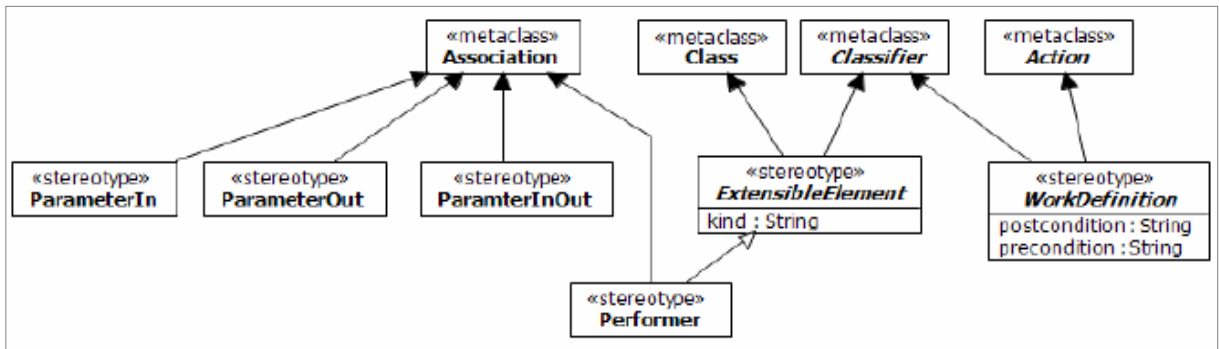 «metaclass»
Association
«metaclass»
Class
«metaclass»
Classifier
«metaclass»
Action
«stereotype»
ParameterIn
«stereotype»
ParameterOut
«stereotype»
ParamterInOut
«stereotype»
ExtensibleElement
kind : String
«stereotype»
WorkDefinition
postcondition : String
precondition : String
«stereotype»
Performer